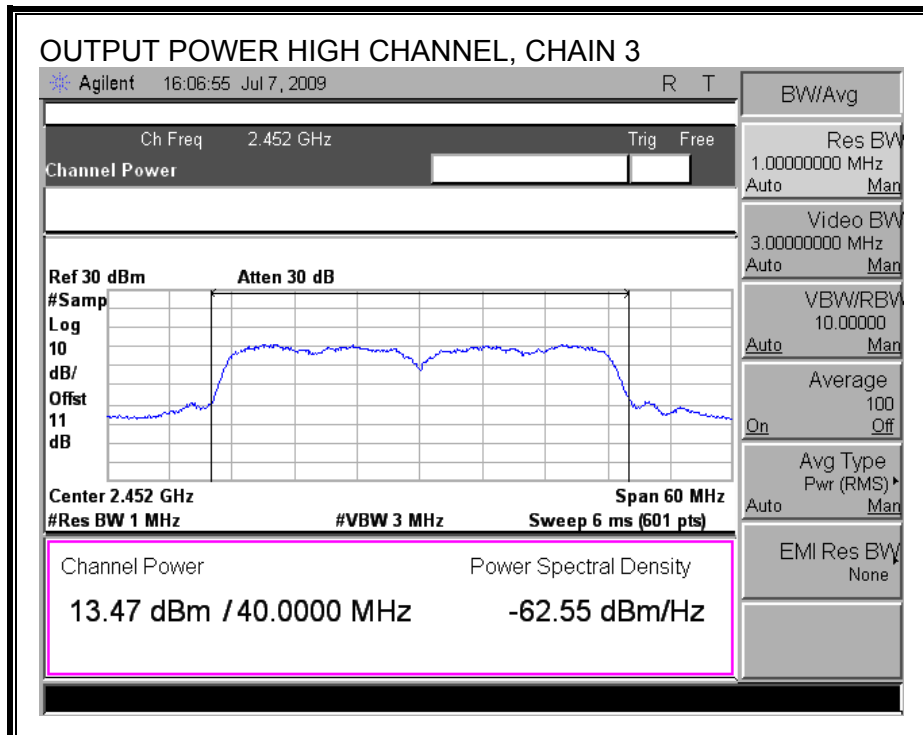 OUTPUT POWER HIGH CHANNEL, CHAIN 3
Agilent 16:06:55 Jul 7, 2009 R T
BW/Avg
Ch Freq 2.452 GHz Trig Free
Channel Power
Res BW
1.00000000 MHz
Auto Man
Video BW
3.00000000 MHz
Auto Man
VBW/RBW
10.00000
Auto Man
Average
100
On Off
Avg Type
Pwr (RMS)
Auto Man
EMI Res BW
None
Ref 30 dBm Atten 30 dB
#Samp
Log
10
dB/
Offst
11
dB
Center 2.452 GHz Span 60 MHz
#Res BW 1 MHz #VBW 3 MHz Sweep 6 ms (601 pts)
Channel Power Power Spectral Density
13.47 dBm / 40.0000 MHz -62.55 dBm/Hz